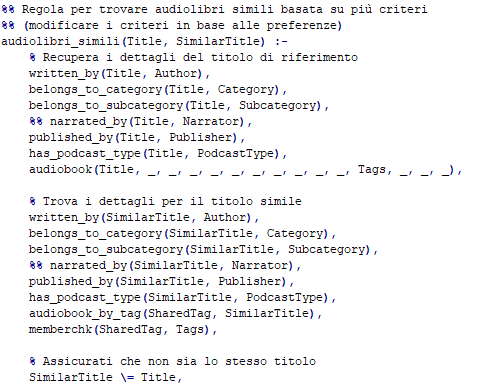 %% Regola per trovare audiolibri simili basata su più criteri
%% (modificare i criteri in base alle preferenze)
audiolibri_simili(Title, SimilarTitle) :-
    % Recupera i dettagli del titolo di riferimento
    written_by(Title, Author),
    belongs_to_category(Title, Category),
    belongs_to_subcategory(Title, Subcategory),
    %% narrated_by(Title, Narrator),
    published_by(Title, Publisher),
    has_podcast_type(Title, PodcastType),
    audiobook(Title, _, _, _, _, _, _, _, _, _, _, Tags, _, _, _),

    % Trova i dettagli per il titolo simile
    written_by(SimilarTitle, Author),
    belongs_to_category(SimilarTitle, Category),
    belongs_to_subcategory(SimilarTitle, Subcategory),
    %% narrated_by(SimilarTitle, Narrator),
    published_by(SimilarTitle, Publisher),
    has_podcast_type(SimilarTitle, PodcastType),
    audiobook_by_tag(SharedTag, SimilarTitle),
    memberchk(SharedTag, Tags),

    % Assicurati che non sia lo stesso titolo
    SimilarTitle \= Title,